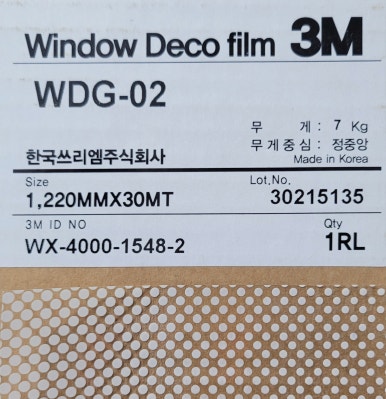 Window Deco film 3M
WDG-02
무 게 : 7 Kg
무게중심 : 정중앙
한국쓰리엠주식회사 Made in Korea
Size Lot,No.
1,220MMX30MT 30215135
3M ID NO Qty
WX-4000-1548-2 1RL